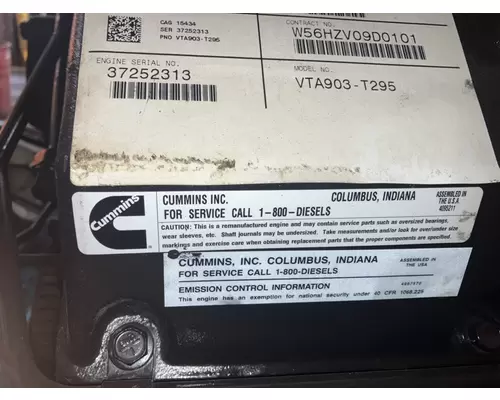 CAG 15434
SER 37252313
PNO VTA903-T295
CONTRACT NO.
W56HZV09D0101
ENGINE SERIAL NO.
37252313
MODEL NO.
VTA903-T295
Cummins
CUMMINS INC. COLUMBUS, INDIANA
FOR SERVICE CALL 1-800-DIESELS
ASSEMBLED IN
THE U.S.A.
4095711
CAUTION: This is a remanufactured engine and may contain service parts such as oversized bearings,
wear sleeves, etc. Shaft journals may be undersized. Take measurements and/or look for over/under size
markings and exercise care when obtaining replacement parts that the proper components are specified.
CUMMINS, INC. COLUMBUS, INDIANA
FOR SERVICE CALL 1-800-DIESELS
ASSEMBLED IN
THE USA
EMISSION CONTROL INFORMATION
This engine has an exemption for national security under 40 CFR 1068.225